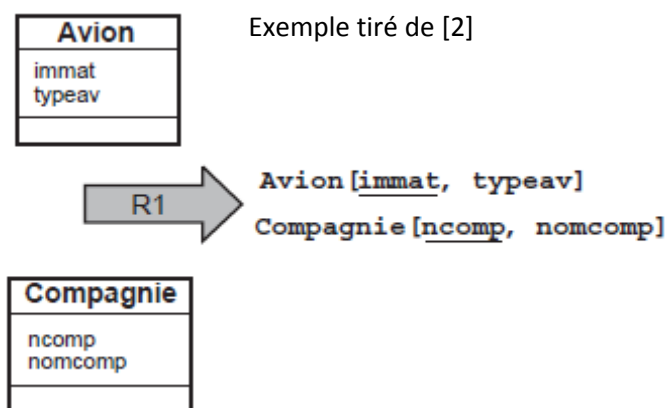 Avion
Exemple tiré de [2]
immat
typeav
R1
Avion[immat, typeav]
Compagnie[ncomp, nomcomp]
Compagnie
ncomp
nomcomp